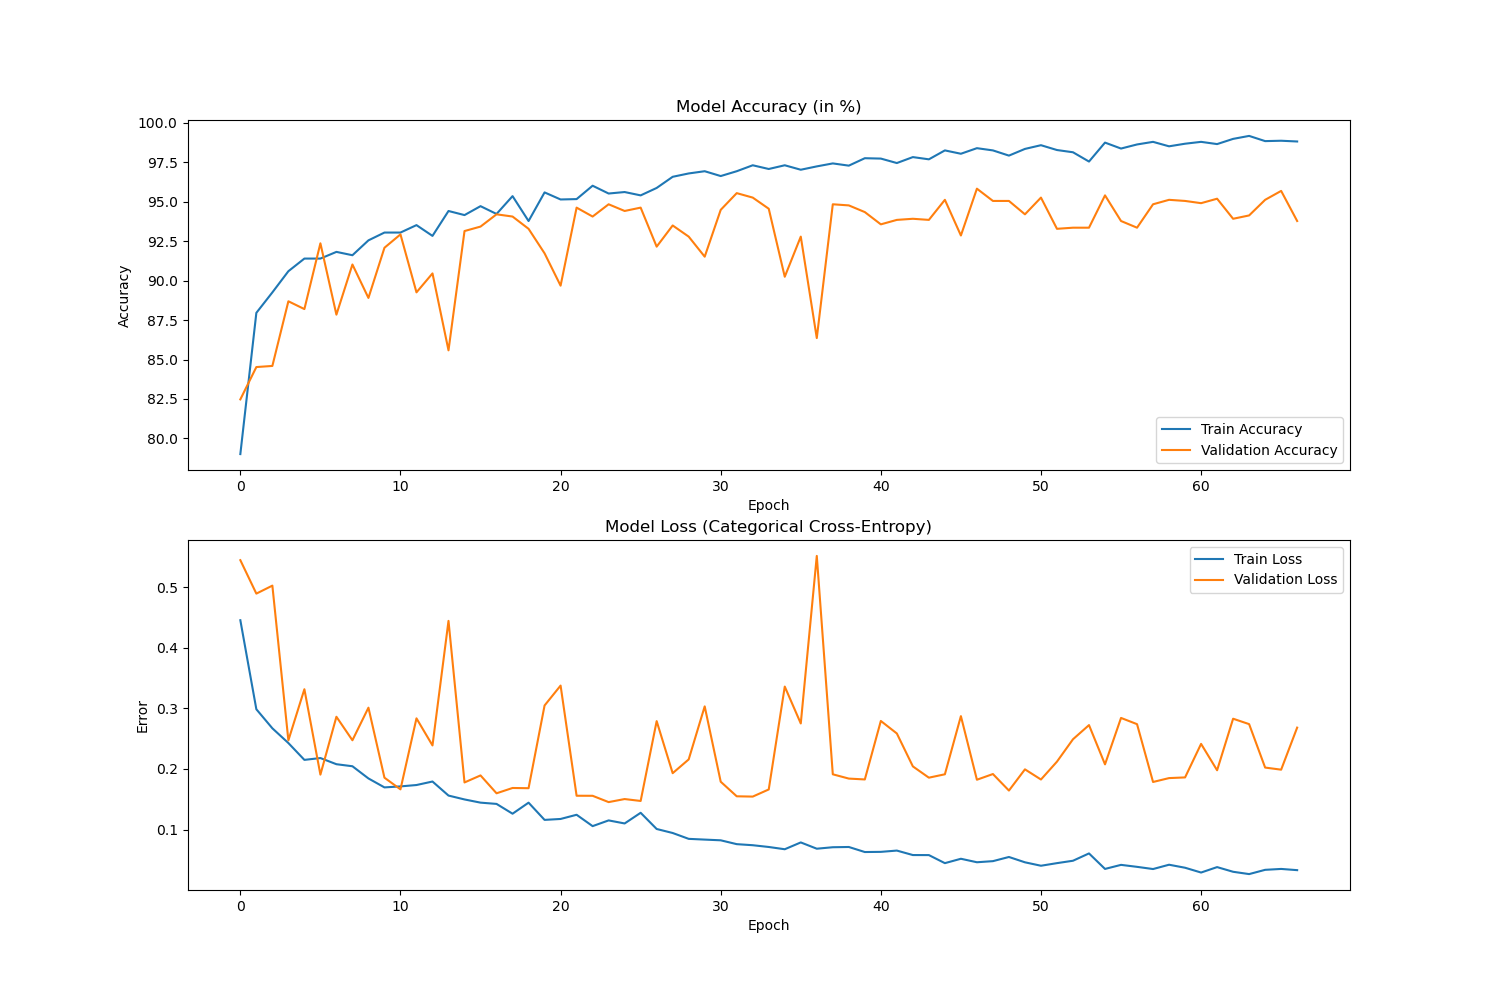 Model Accuracy (in %)
100.0
97.5
95.0
92.5
90.0
87.5
85.0
82.5
80.0
Accuracy
Train Accuracy
Validation Accuracy
0 10 20 30 40 50 60
Epoch
Model Loss (Categorical Cross-Entropy)
0.5
0.4
0.3
0.2
0.1
Error
Train Loss
Validation Loss
0 10 20 30 40 50 60
Epoch